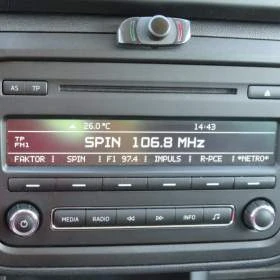 AS TP
26.0°C 14:43
TP
FM1
SPIN 106.8 MHz
FAKTOR SPIN F1 97.4 IMPULS R-PCE *METRO*
MEDIA RADIO INFO